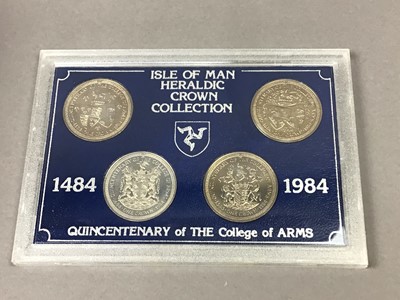 ISLE OF MAN
HERALDIC
CROWN
COLLECTION
1484 1984
QUINCENTENARY of THE College of ARMS